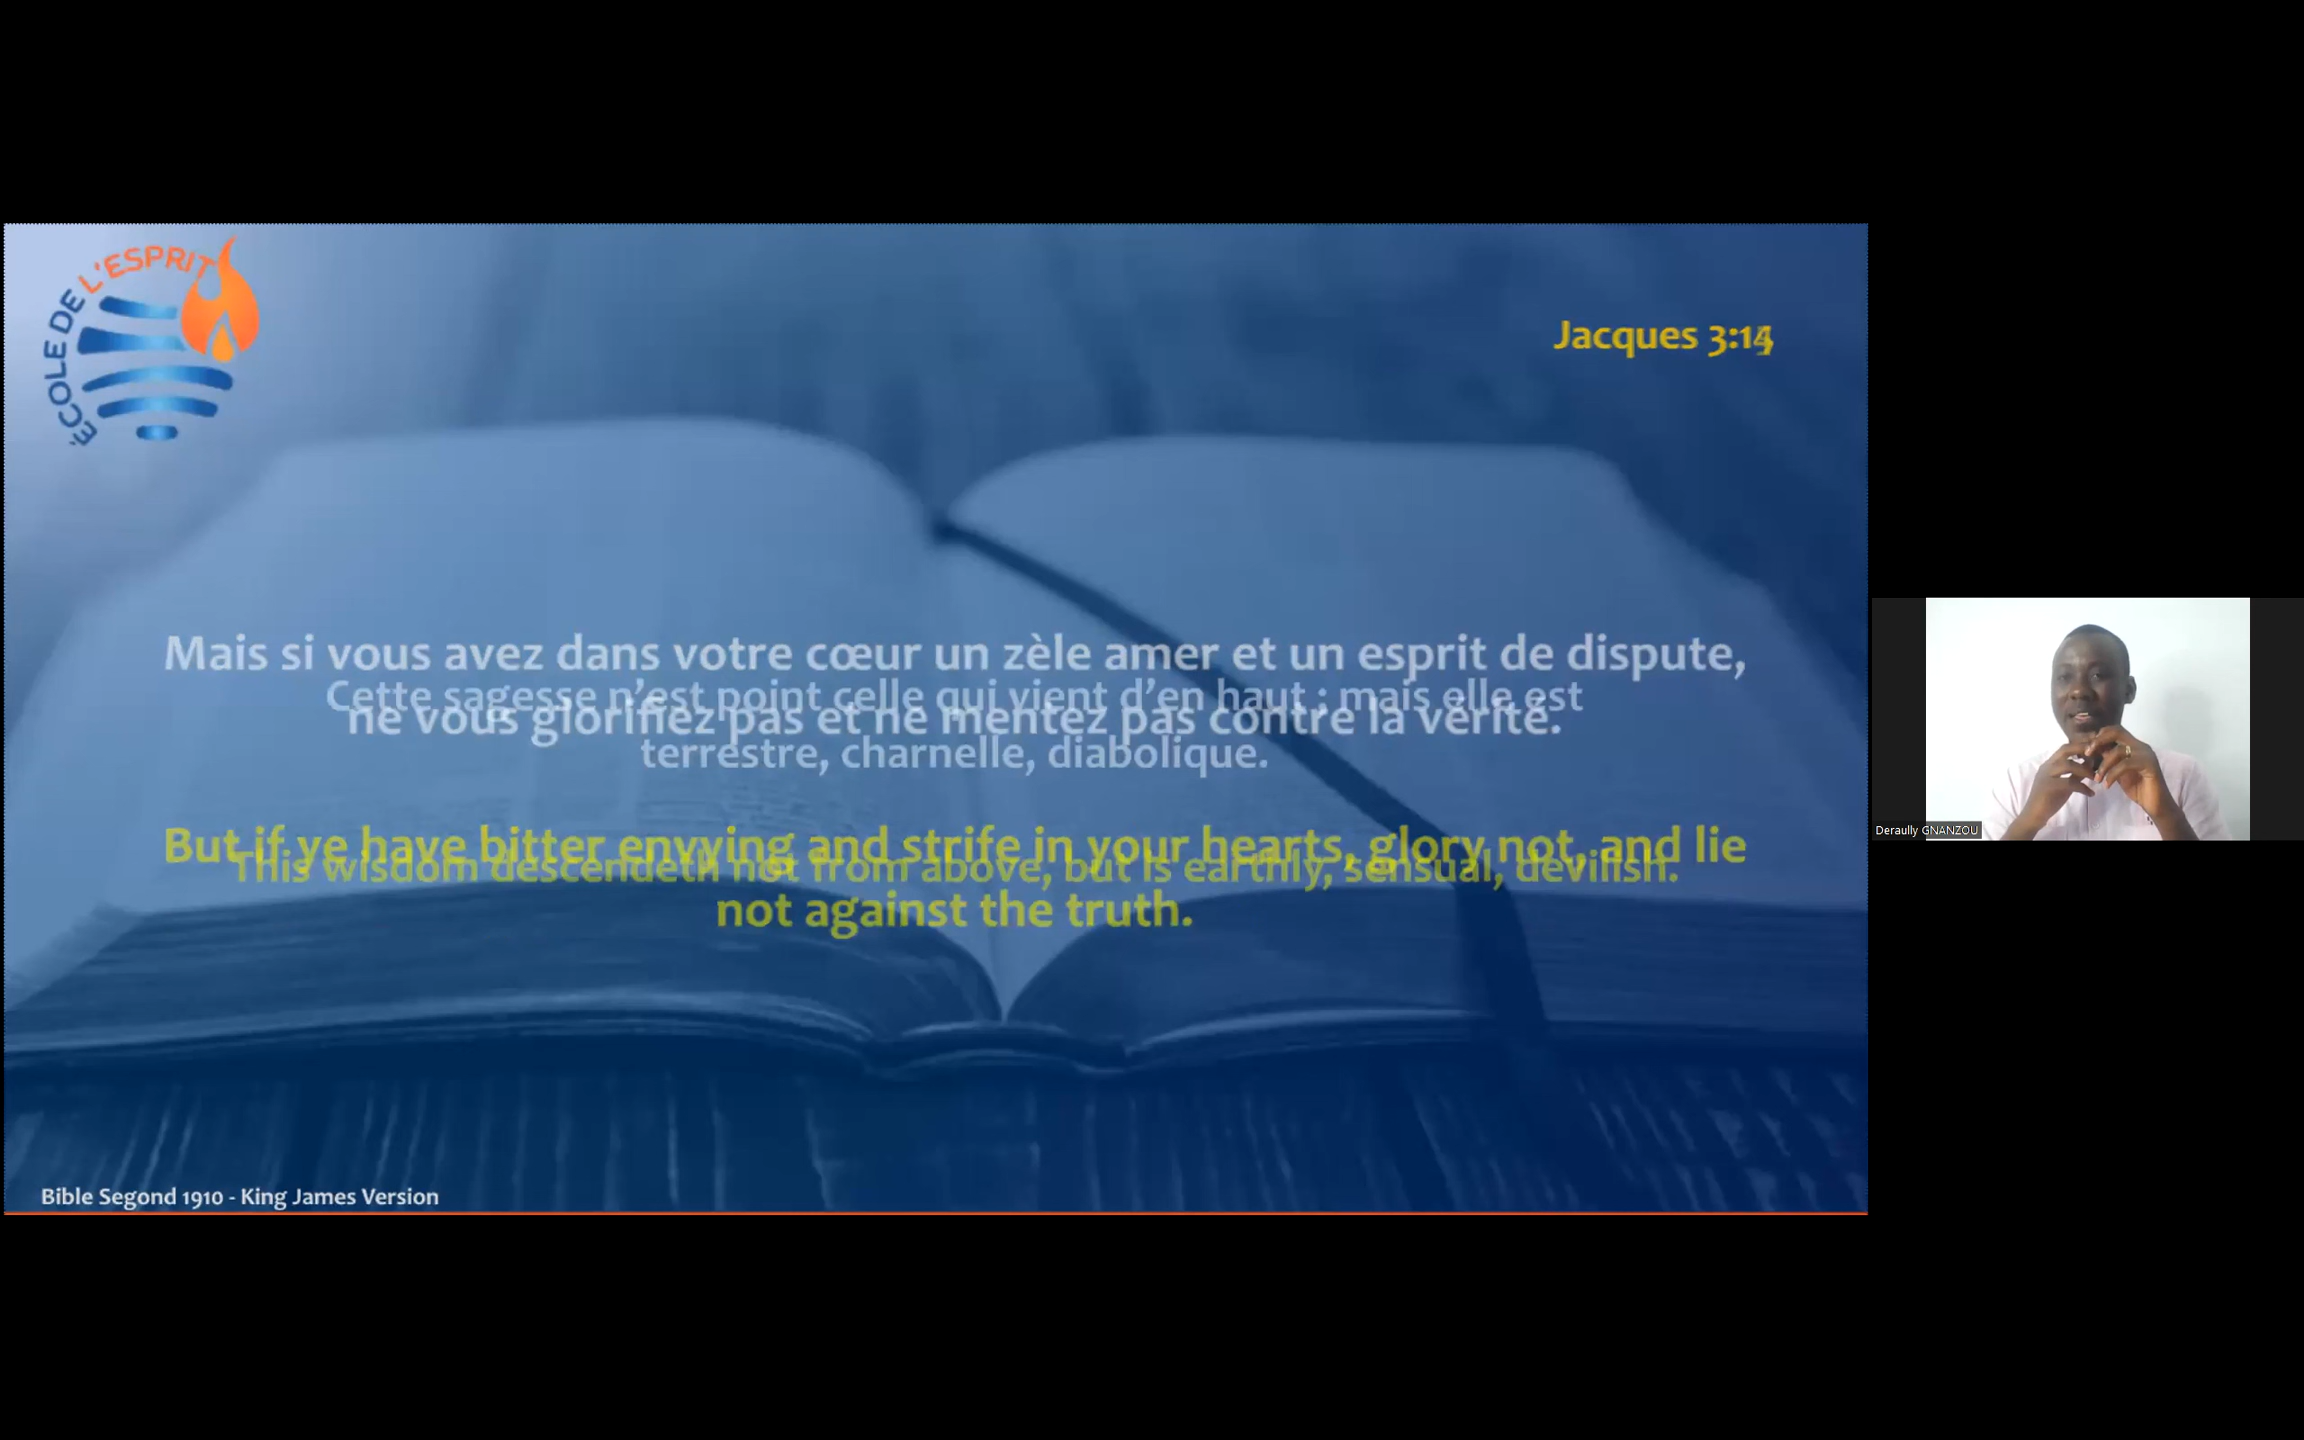 ÉCOLE DE L'ESPRIT
Jacques 3:14
Mais si vous avez dans votre cœur un zèle amer et un esprit de dispute,
ne vous glorifiez pas et ne mentez pas contre la vérité.
Cette sagesse n'est point celle qui vient d'en haut ; mais elle est
terrestre, charnelle, diabolique.
But if ye have bitter envying and strife in your hearts, glory not, and lie
not against the truth.
This wisdom descendeth not from above, but is earthly, sensual, devilish.
Bible Segond 1910 - King James Version
Deraully GNANZOU